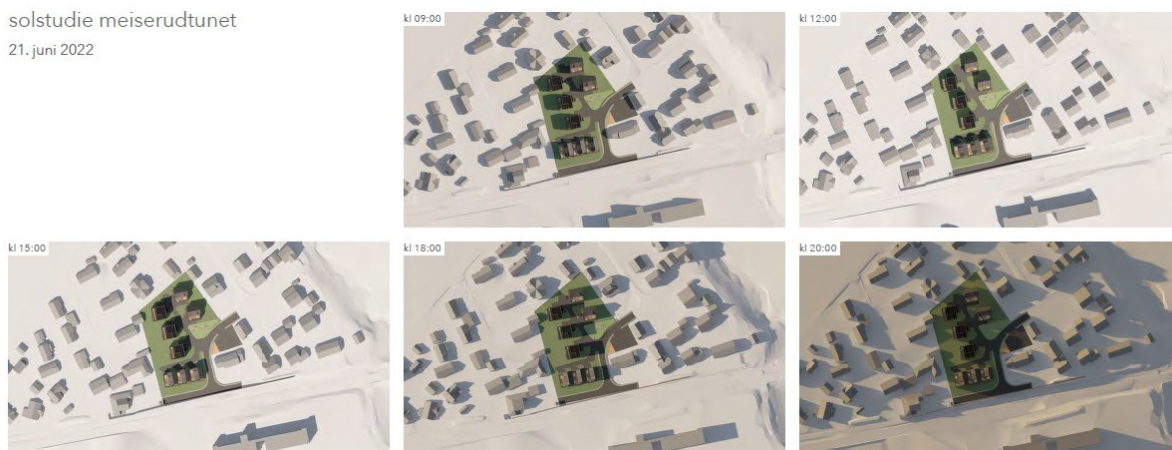 solstudie meiserudtunet
21. juni 2022
kl 09:00
kl 12:00
kl 15:00
kl 18:00
kl 20:00